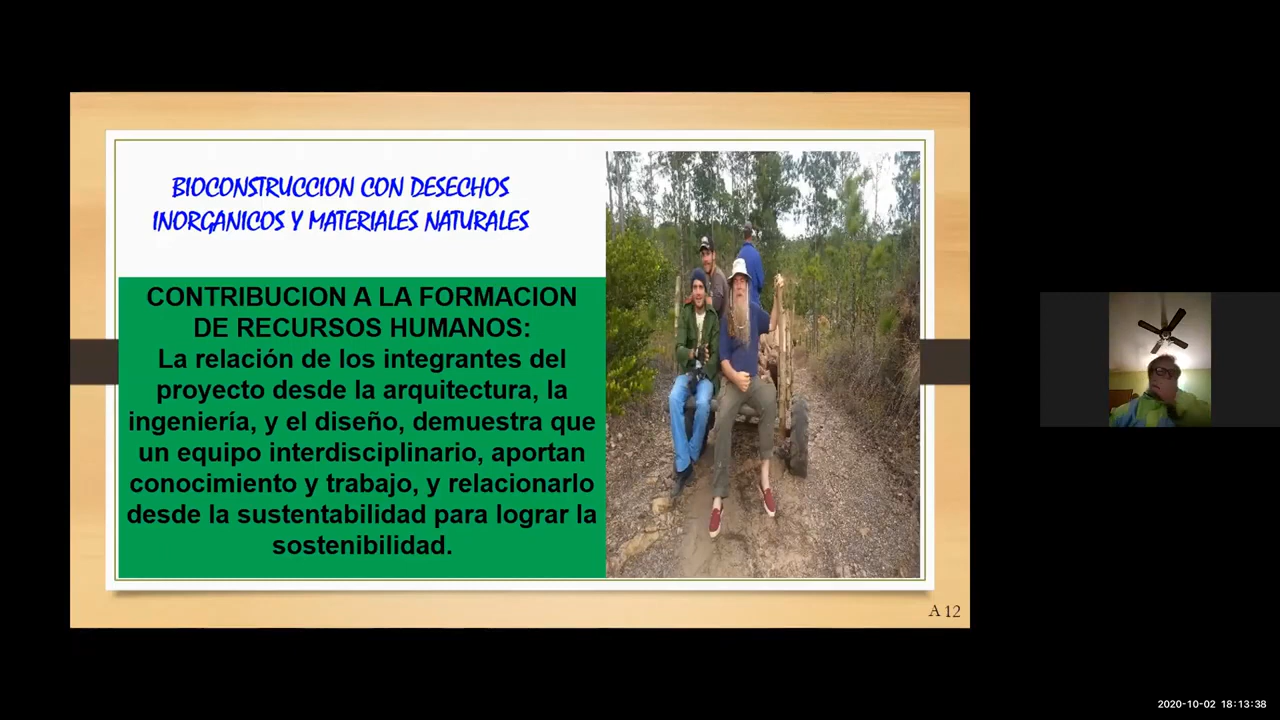 BIOCONSTRUCCION CON DESECHOS
INORGANICOS Y MATERIALES NATURALES
CONTRIBUCION A LA FORMACION
DE RECURSOS HUMANOS:
La relación de los integrantes del
proyecto desde la arquitectura, la
ingeniería, y el diseño, demuestra que
un equipo interdisciplinario, aportan
conocimiento y trabajo, y relacionarlo
desde la sustentabilidad para lograr la
sostenibilidad.
A 12
2020-10-02 18:13:38